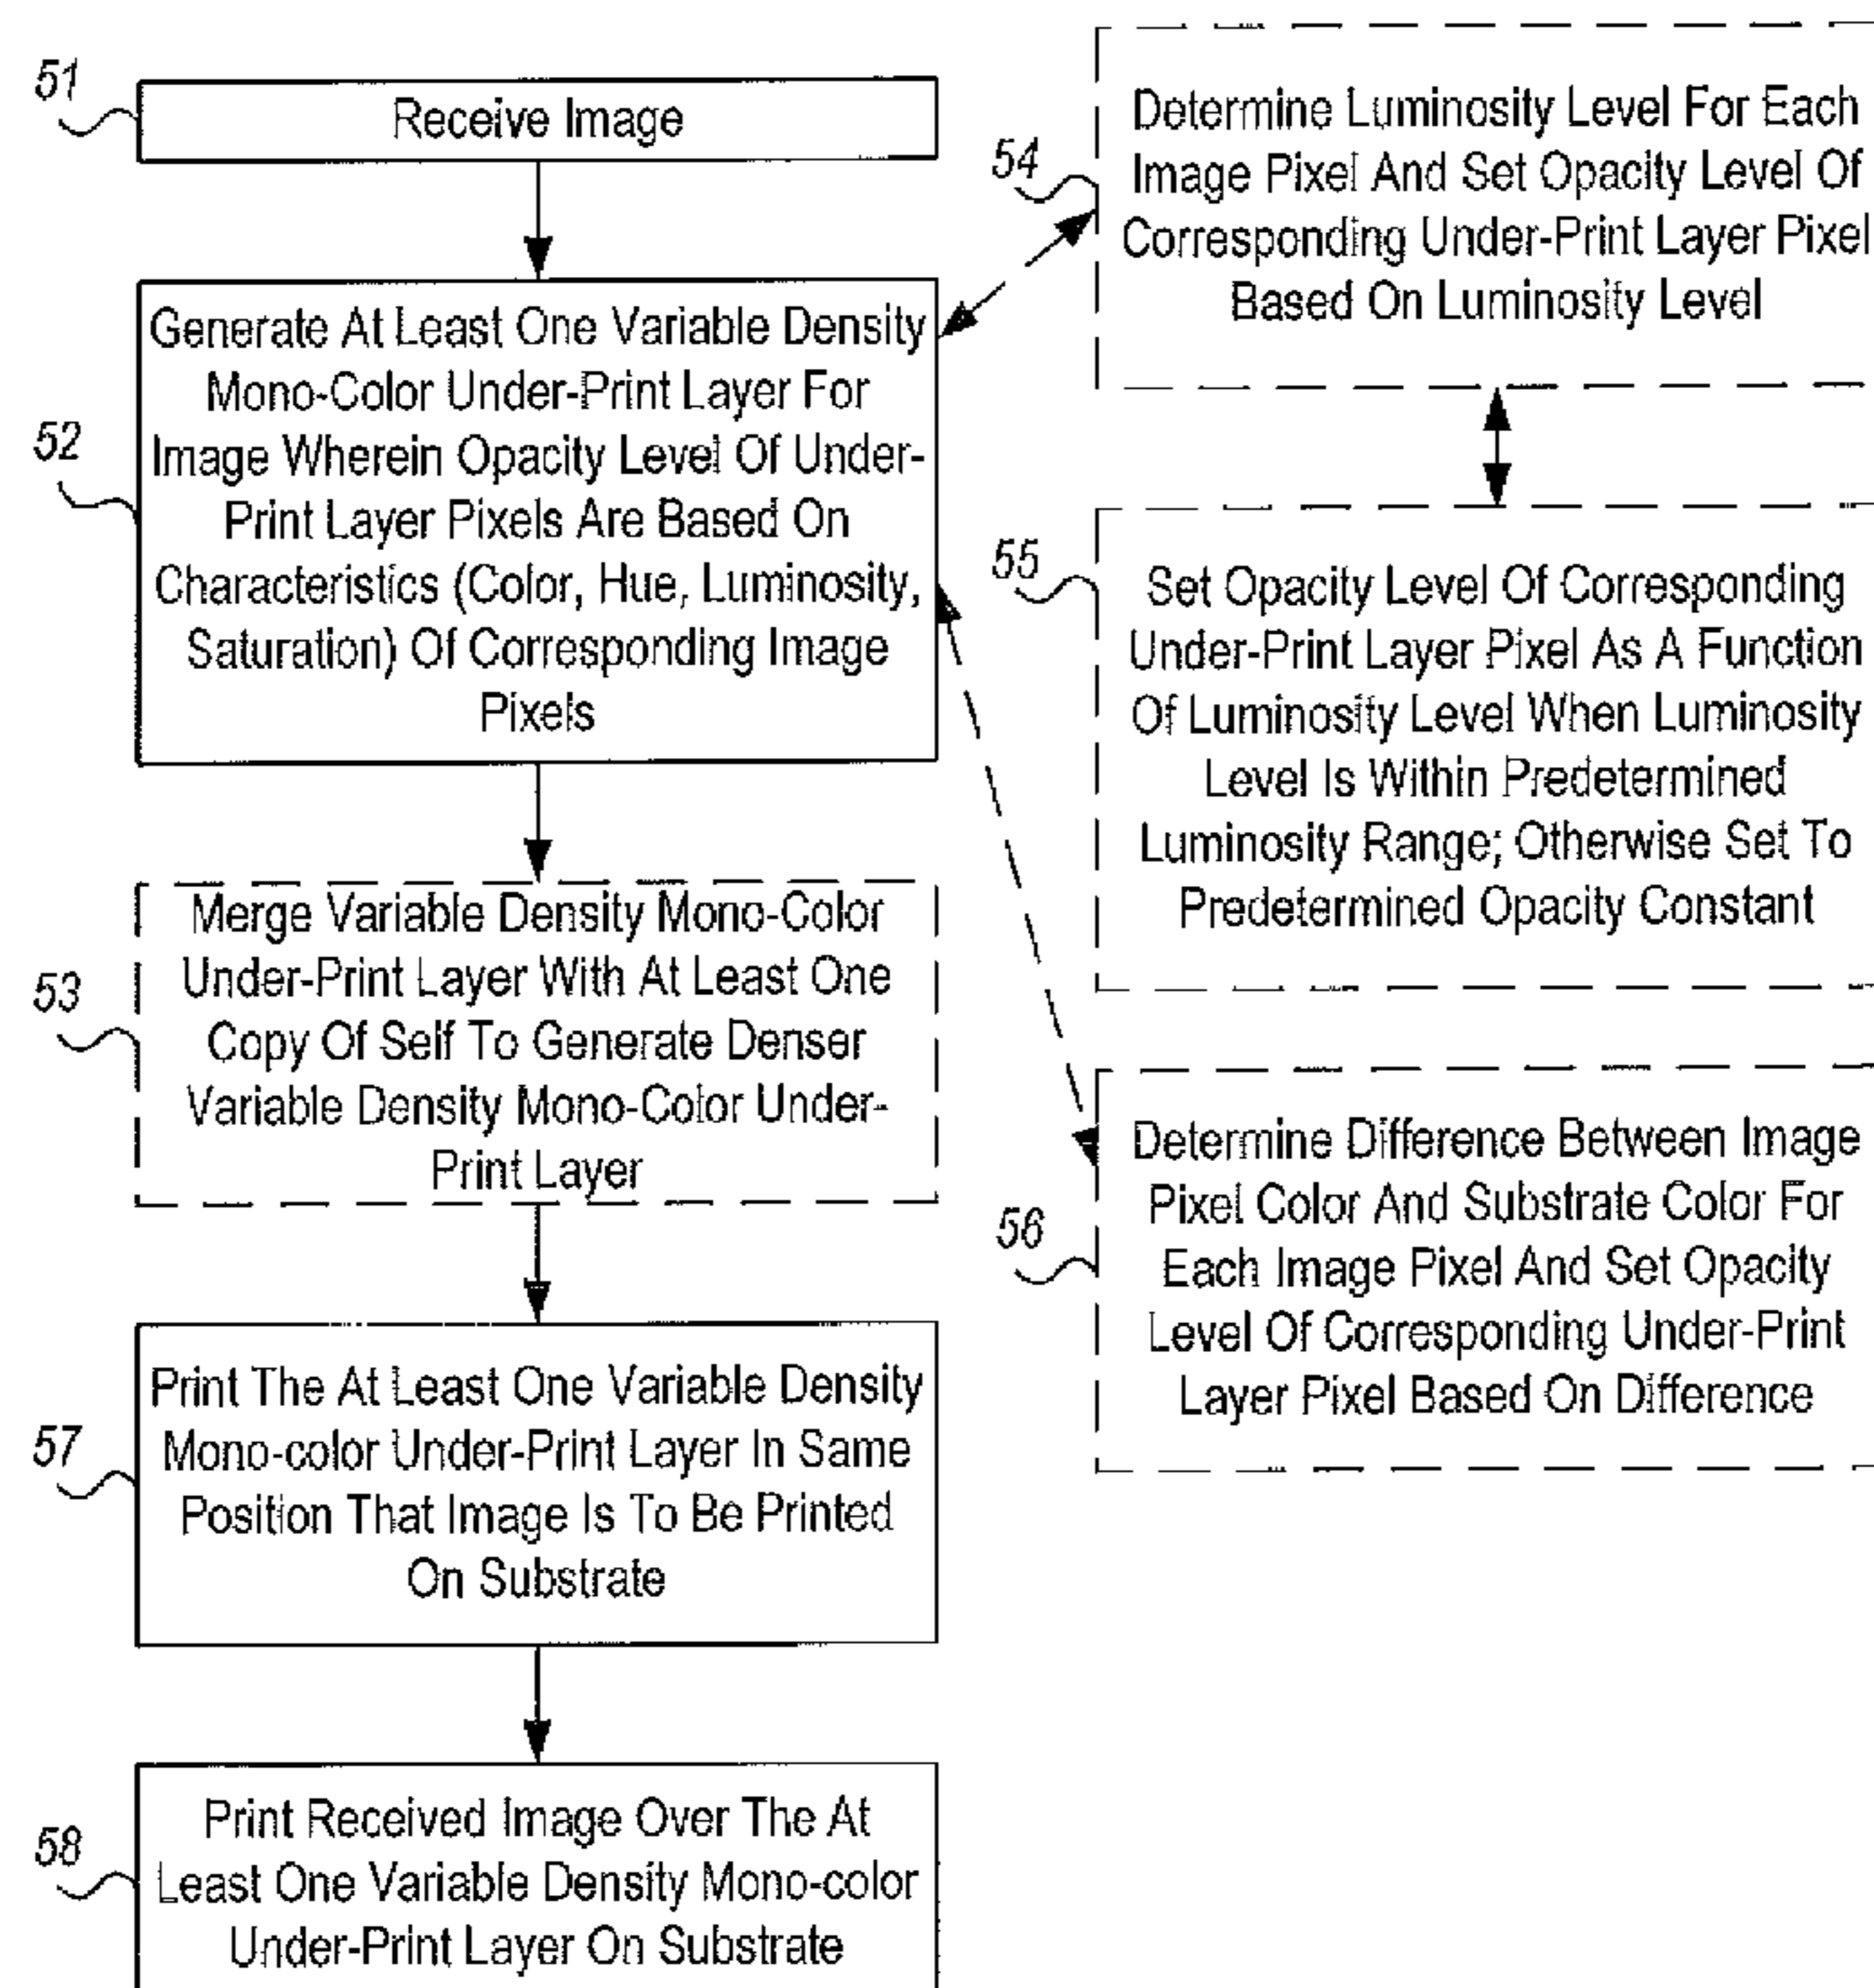 51
Receive Image
52
Generate At Least One Variable Density
Mono-Color Under-Print Layer For
Image Wherein Opacity Level Of Under-
Print Layer Pixels Are Based On
Characteristics (Color, Hue, Luminosity,
Saturation) Of Corresponding Image
Pixels
53
Merge Variable Density Mono-Color
Under-Print Layer With At Least One
Copy Of Self To Generate Denser
Variable Density Mono-Color Under-
Print Layer
57
Print The At Least One Variable Density
Mono-color Under-Print Layer In Same
Position That Image Is To Be Printed
On Substrate
58
Print Received Image Over The At
Least One Variable Density Mono-color
Under-Print Layer On Substrate
54
Determine Luminosity Level For Each
Image Pixel And Set Opacity Level Of
Corresponding Under-Print Layer Pixel
Based On Luminosity Level
55
Set Opacity Level Of Corresponding
Under-Print Layer Pixel As A Function
Of Luminosity Level When Luminosity
Level Is Within Predetermined
Luminosity Range; Otherwise Set To
Predetermined Opacity Constant
56
Determine Difference Between Image
Pixel Color And Substrate Color For
Each Image Pixel And Set Opacity
Level Of Corresponding Under-Print
Layer Pixel Based On Difference